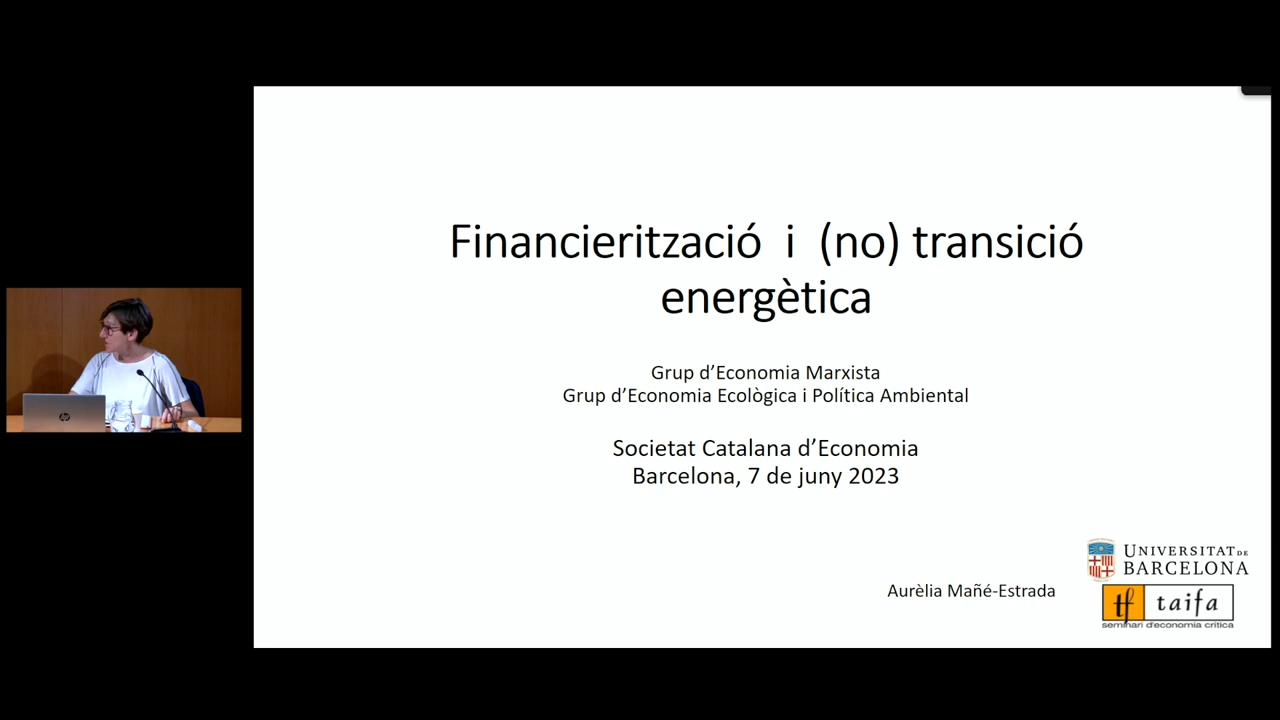 Financierització i (no) transició
energètica
Grup d’Economia Marxista
Grup d’Economia Ecològica i Política Ambiental
Societat Catalana d’Economia
Barcelona, 7 de juny 2023
Aurèlia Mañé-Estrada
UNIVERSITAT DE
BARCELONA
tf taifa
seminari d'economia crítica
hp